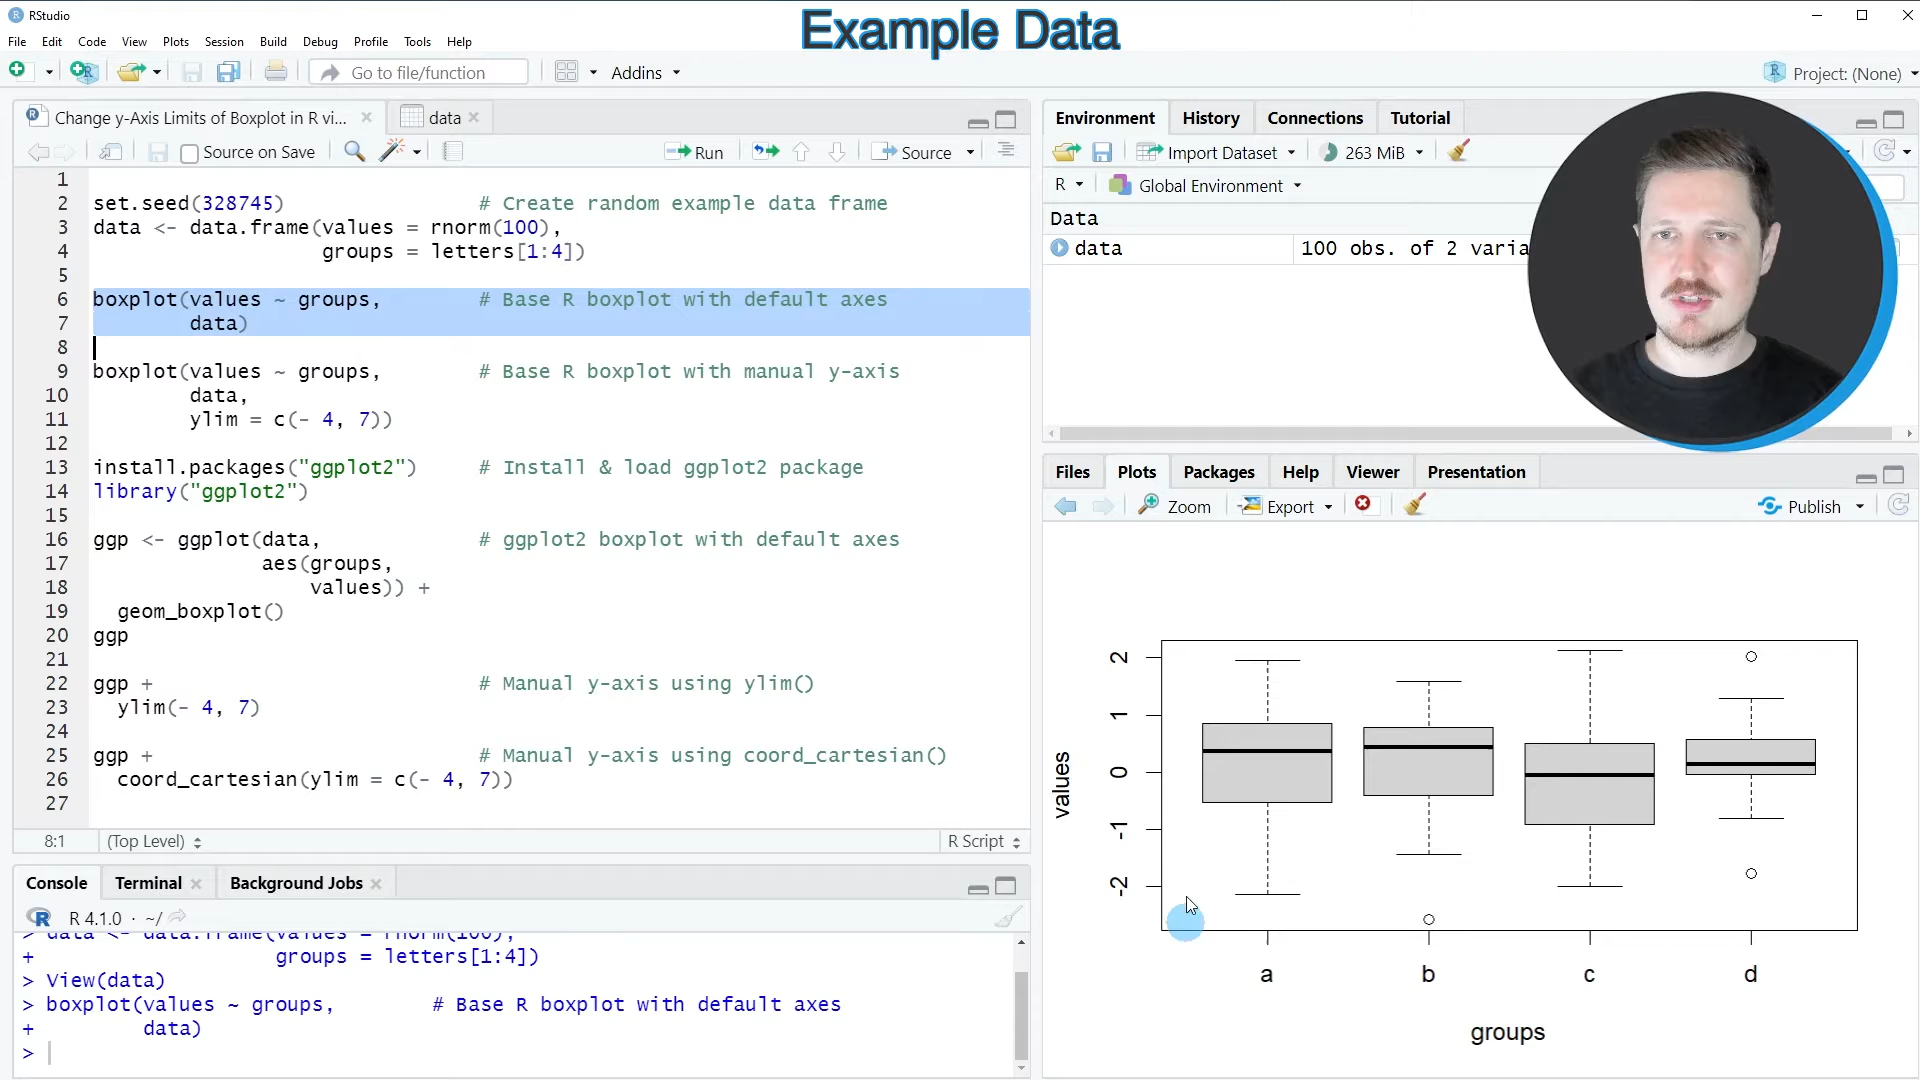 RStudio
Example Data
File Edit Code View Plots Session Build Debug Profile Tools Help
Go to file/function
Addins
Project: (None)
Change y-Axis Limits of Boxplot in R vi...
data
Source on Save
Run
Source
1
2 set.seed(328745) # Create random example data frame
3 data <- data.frame(values = rnorm(100),
4 groups = letters[1:4])
5
6 boxplot(values ~ groups, # Base R boxplot with default axes
7 data)
8
9 boxplot(values ~ groups, # Base R boxplot with manual y-axis
10 data,
11 ylim = c(- 4, 7))
12
13 install.packages("ggplot2") # Install & load ggplot2 package
14 library("ggplot2")
15
16 ggp <- ggplot(data, # ggplot2 boxplot with default axes
17 aes(groups,
18 values)) +
19 geom_boxplot()
20 ggp
21
22 ggp + # Manual y-axis using ylim()
23 ylim(- 4, 7)
24
25 ggp + # Manual y-axis using coord_cartesian()
26 coord_cartesian(ylim = c(- 4, 7))
27
8:1 (Top Level) R Script
Console Terminal Background Jobs
R 4.1.0 · ~/
> data <- data.frame(values = rnorm(100),
+ groups = letters[1:4])
> View(data)
> boxplot(values ~ groups, # Base R boxplot with default axes
+ data)
>
Environment History Connections Tutorial
Import Dataset 263 MiB
R Global Environment
Data
data 100 obs. of 2 varia
Files Plots Packages Help Viewer Presentation
Zoom Export Publish
2
1
0
-1
-2
values
a b c d
groups